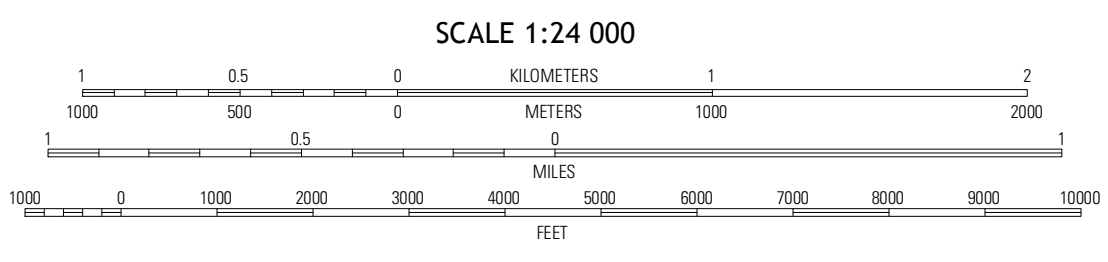 SCALE 1:24 000
1 0.5 0 KILOMETERS 1 2
1000 500 0 METERS 1000 2000
1 0.5 0 1
MILES
1000 0 1000 2000 3000 4000 5000 6000 7000 8000 9000 10000
FEET